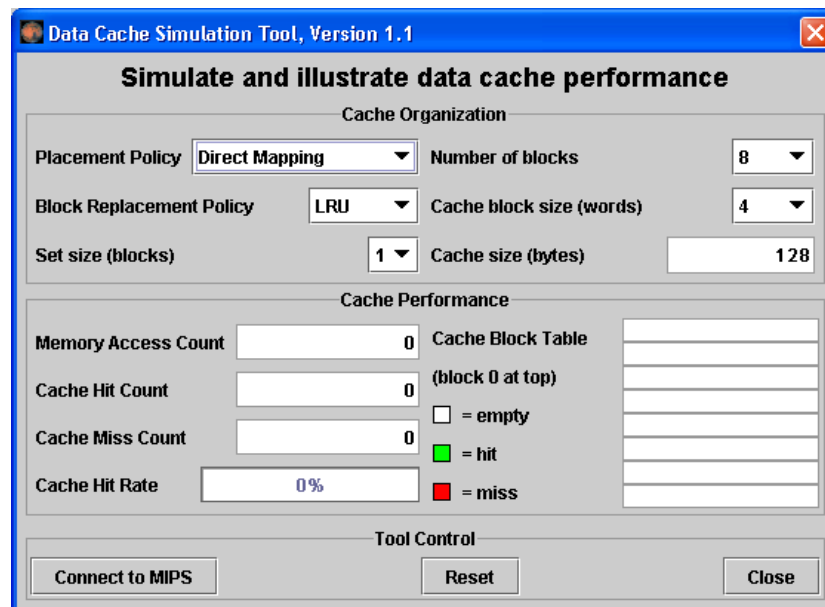 Data Cache Simulation Tool, Version 1.1
Simulate and illustrate data cache performance
Cache Organization
Placement Policy Direct Mapping Number of blocks 8
Block Replacement Policy LRU Cache block size (words) 4
Set size (blocks) 1 Cache size (bytes) 128
Cache Performance
Memory Access Count 0 Cache Block Table
(block 0 at top)
Cache Hit Count 0
= empty
Cache Miss Count 0
= hit
Cache Hit Rate 0%
= miss
Tool Control
Connect to MIPS Reset Close